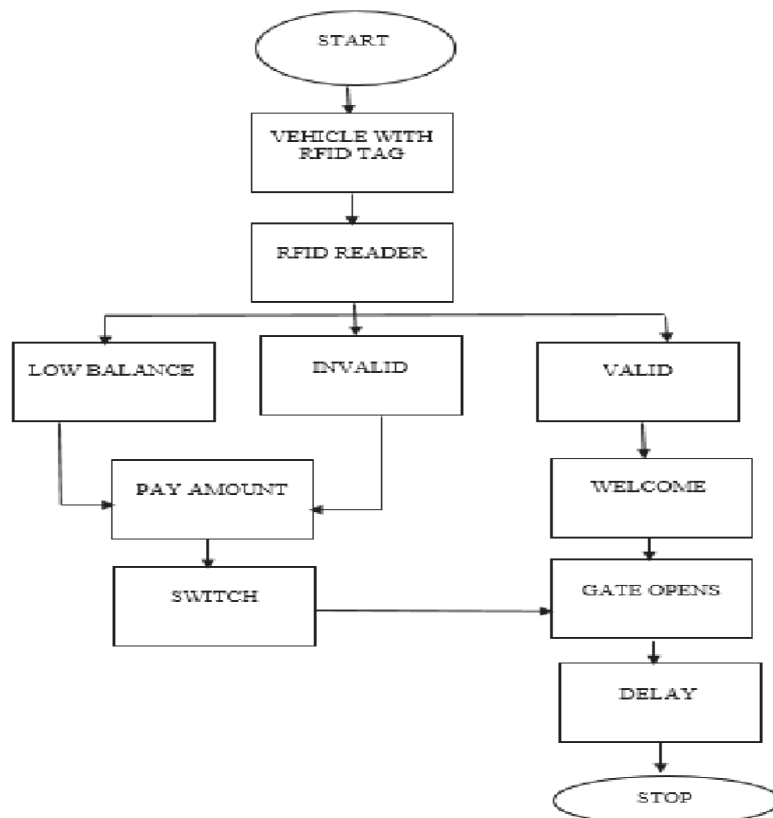 START
VEHICLE WITH
RFID TAG
RFID READER
LOW BALANCE
INVALID
VALID
PAY AMOUNT
WELCOME
SWITCH
GATE OPENS
DELAY
STOP